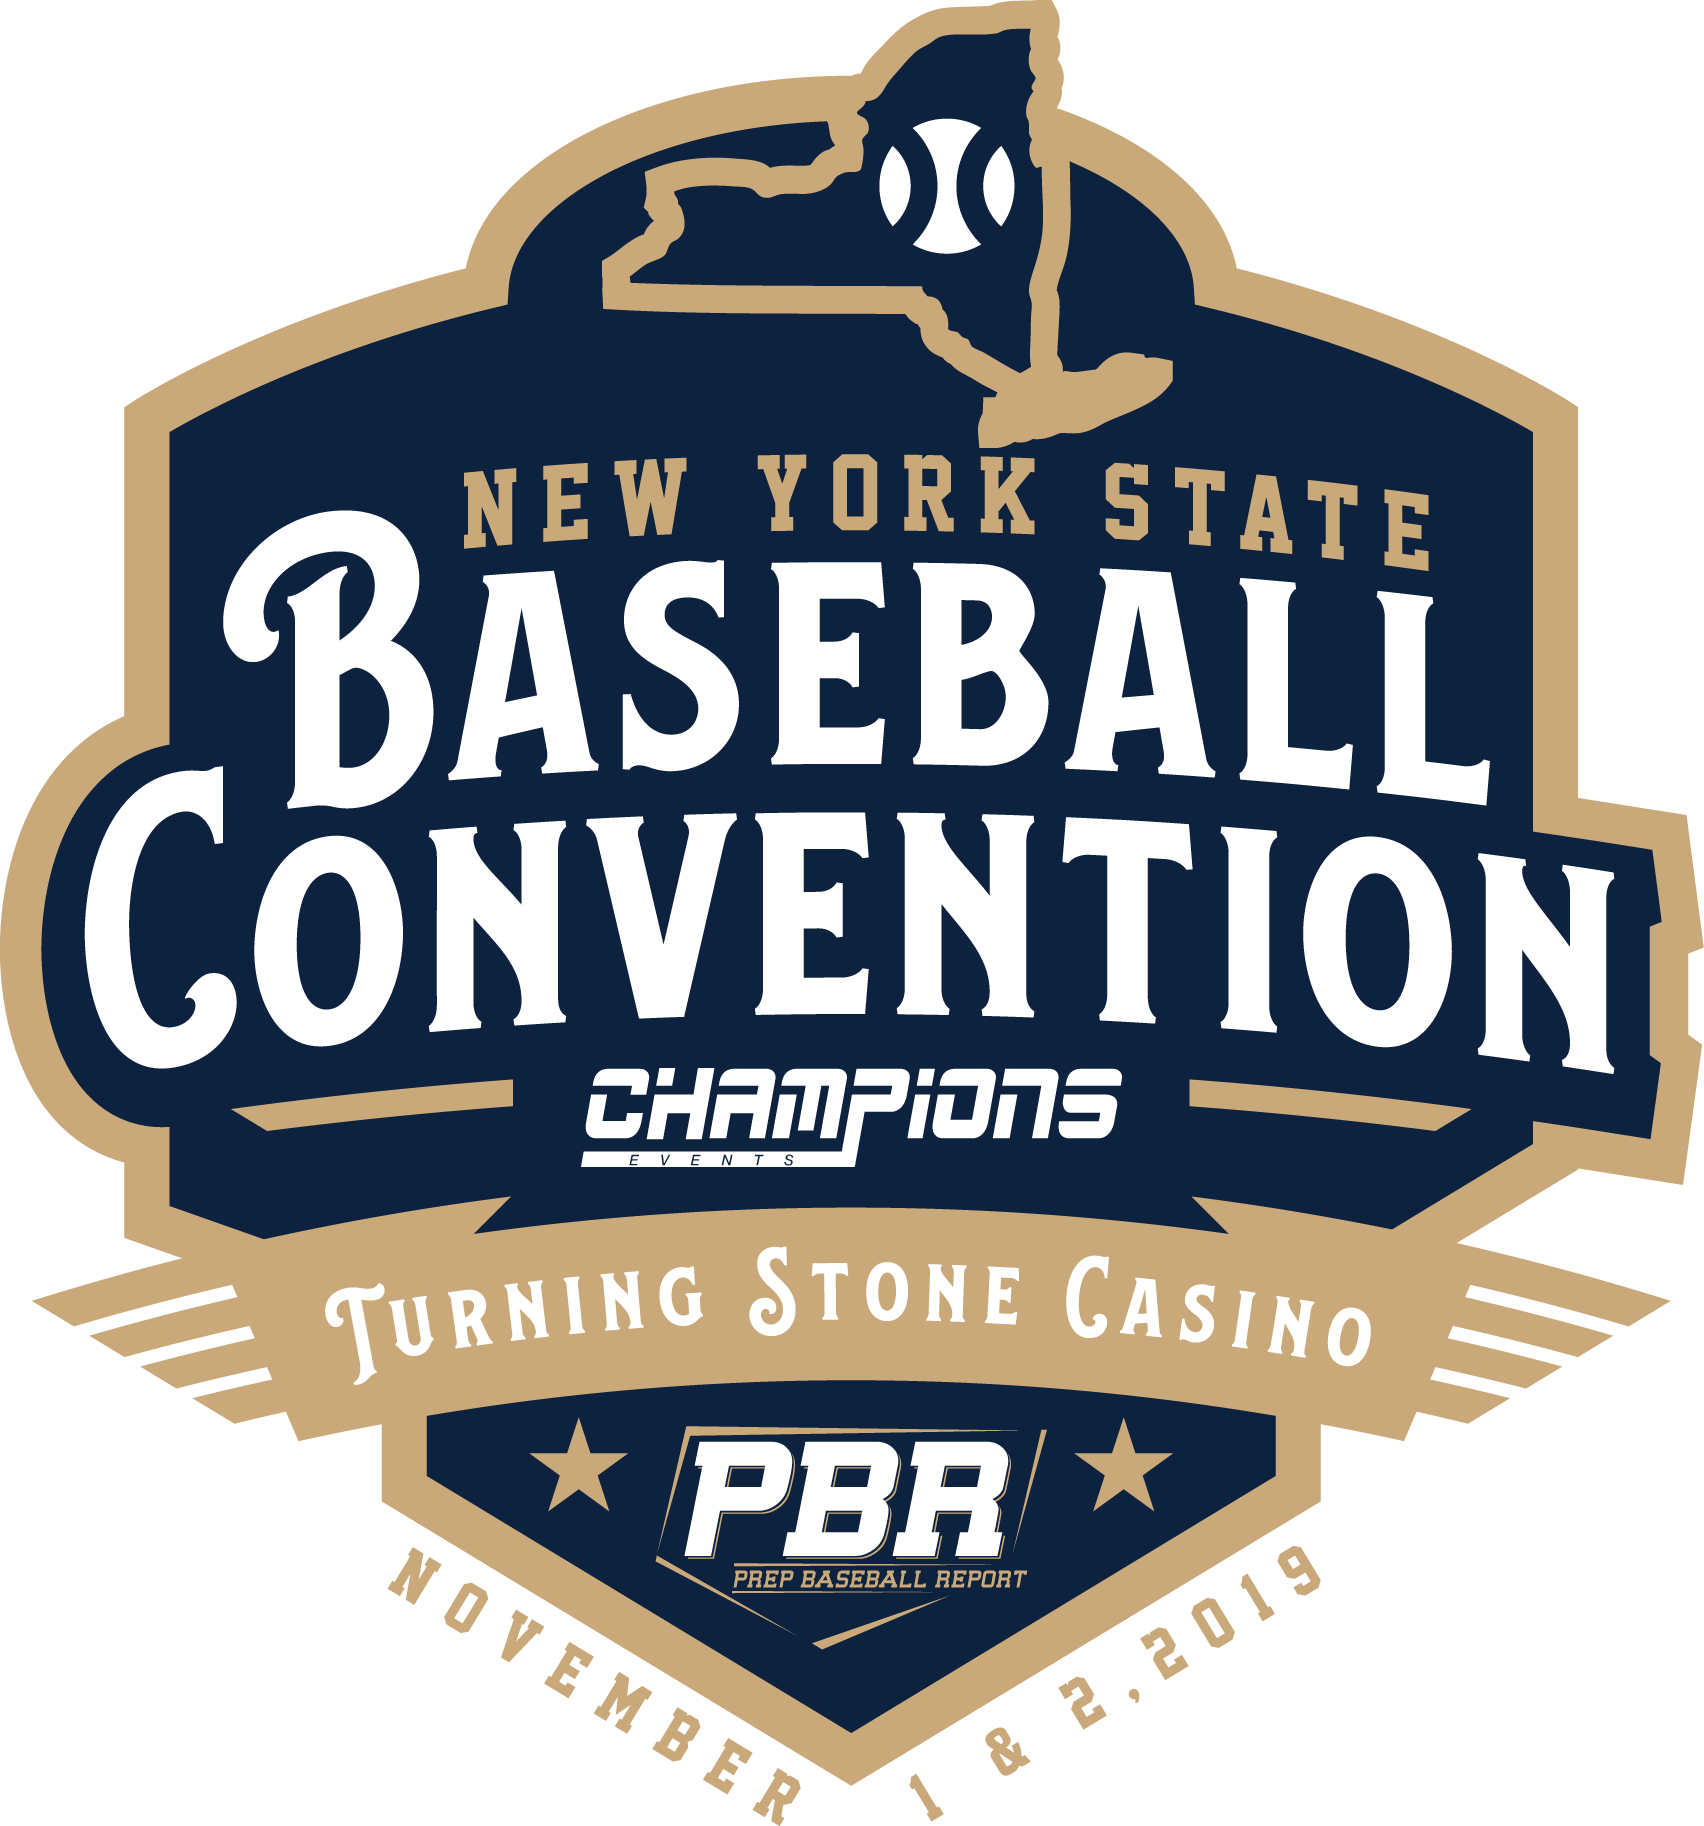 NEW YORK STATE
BASEBALL
CONVENTION
CHAMPIONS
EVENTS
TURNING STONE CASINO
PBR
PREP BASEBALL REPORT
NOVEMBER 1 & 2, 2019